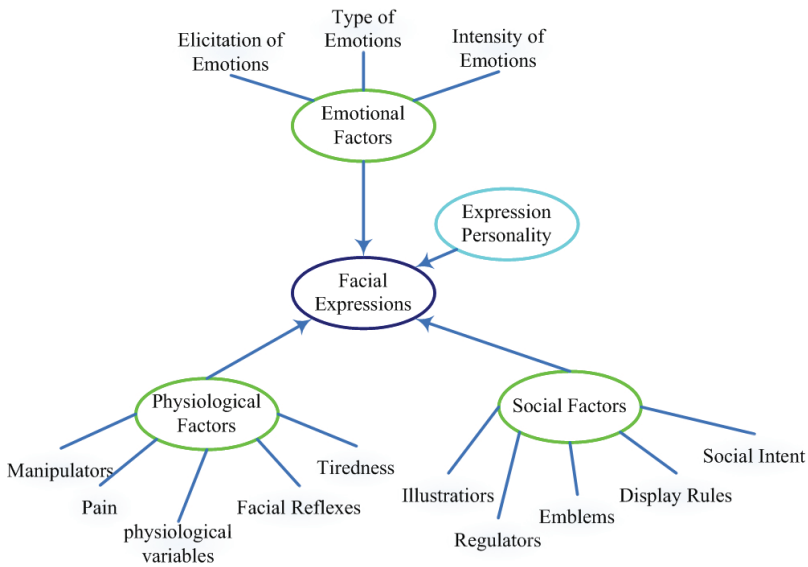 Elicitation of
Emotions
Type of
Emotions
Intensity of
Emotions
Emotional
Factors
Expression
Personality
Facial
Expressions
Physiological
Factors
Social Factors
Manipulators
Pain
physiological
variables
Facial Reflexes
Tiredness
Illustratiors
Regulators
Emblems
Display Rules
Social Intent